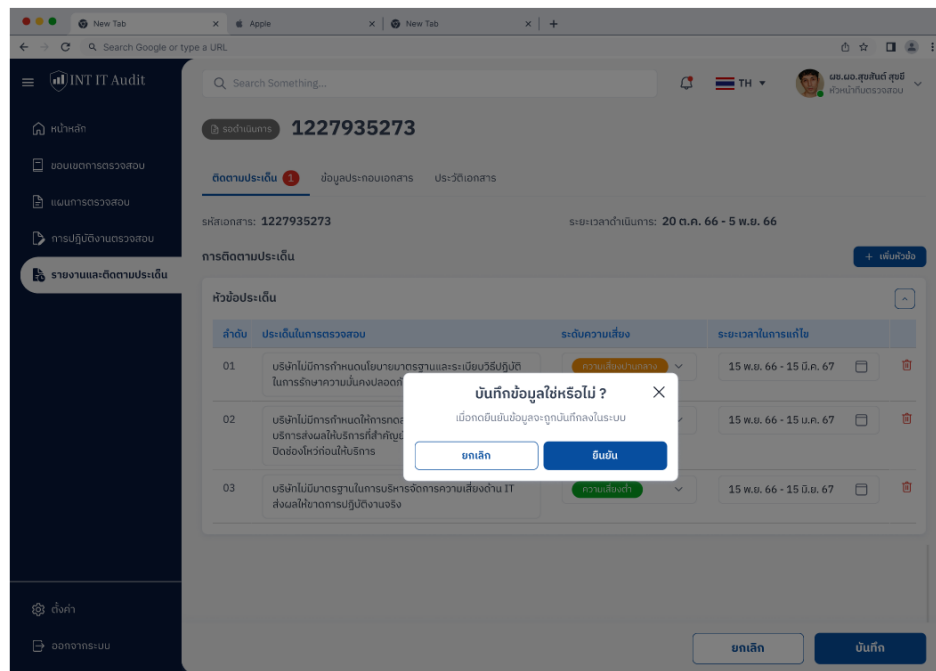 New Tab
Apple
New Tab
Search Google or type a URL
INT IT Audit
Search Something...
TH
ผช.ผอ.สุขสันต์ สุขยี
หัวหน้าทีมตรวจสอบ
หน้าหลัก
ขอบเขตการตรวจสอบ
แผนการตรวจสอบ
การปฏิบัติงานตรวจสอบ
รายงานและติดตามประเด็น
ตั้งค่า
ออกจากระบบ
รอดำเนินการ
1227935273
ติดตามประเด็น 1
ข้อมูลประกอบเอกสาร
ประวัติเอกสาร
รหัสเอกสาร: 1227935273
ระยะเวลาดำเนินการ: 20 ต.ค. 66 - 5 พ.ย. 66
การติดตามประเด็น
+ เพิ่มหัวข้อ
หัวข้อประเด็น
ลำดับ ประเด็นในการตรวจสอบ ระดับความเสี่ยง ระยะเวลาในการแก้ไข
01
บริษัทไม่มีการกำหนดนโยบายมาตรฐานและระเบียบวิธีปฏิบัติ
ในการรักษาความมั่นคงปลอดภั
ความเสี่ยงปานกลาง
15 พ.ย. 66 - 15 มี.ค. 67
02
บริษัทไม่มีการกำหนดให้การทดส
บริการส่งผลให้บริการที่สำคัญยั
ปิดช่องโหว่ก่อนให้บริการ
15 พ.ย. 66 - 15 มิ.ย. 67
03
บริษัทไม่มีมาตรฐานในการบริหารจัดการความเสี่ยงด้าน IT
ส่งผลให้ขาดการปฏิบัติงานจริง
ความเสี่ยงต่ำ
15 พ.ย. 66 - 15 มิ.ย. 67
บันทึกข้อมูลใช่หรือไม่ ?
เมื่อกดยืนยันข้อมูลจะถูกบันทึกลงในระบบ
ยกเลิก
ยืนยัน
ยกเลิก
บันทึก